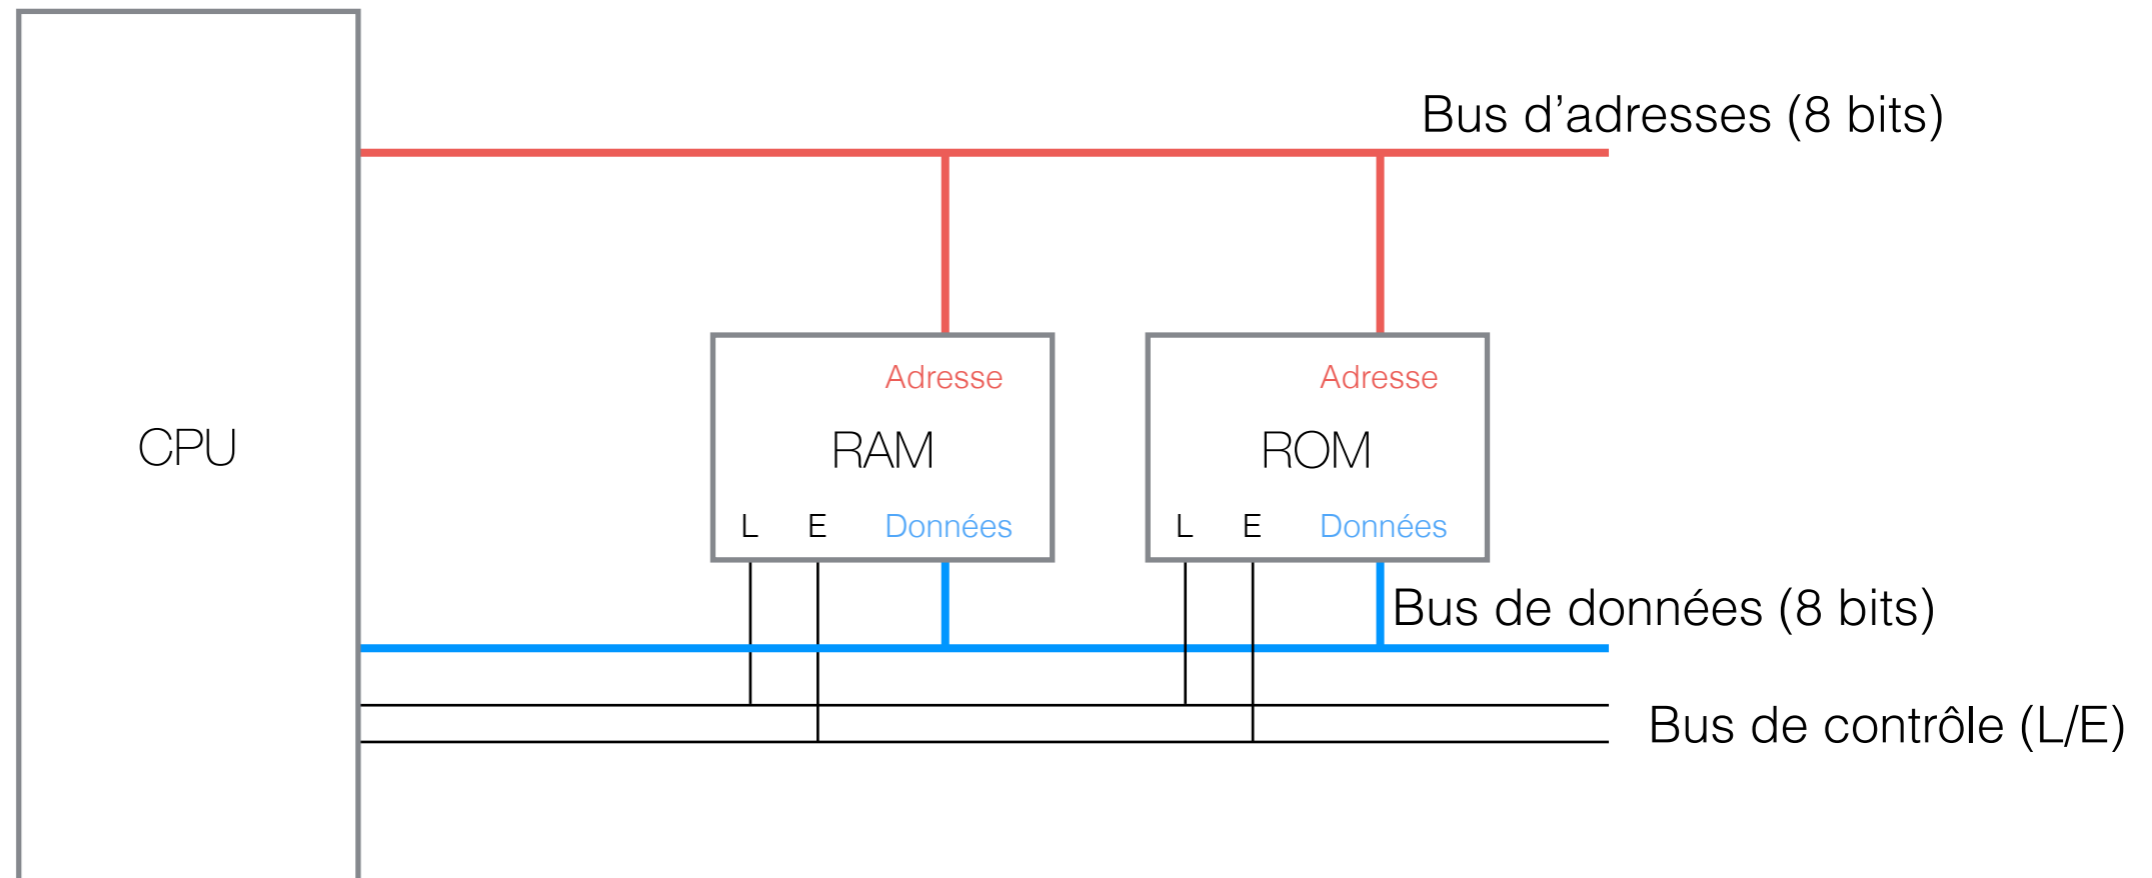 Bus d’adresses (8 bits)
Adresse
Adresse
CPU
RAM
ROM
L E Données
L E Données
Bus de données (8 bits)
Bus de contrôle (L/E)